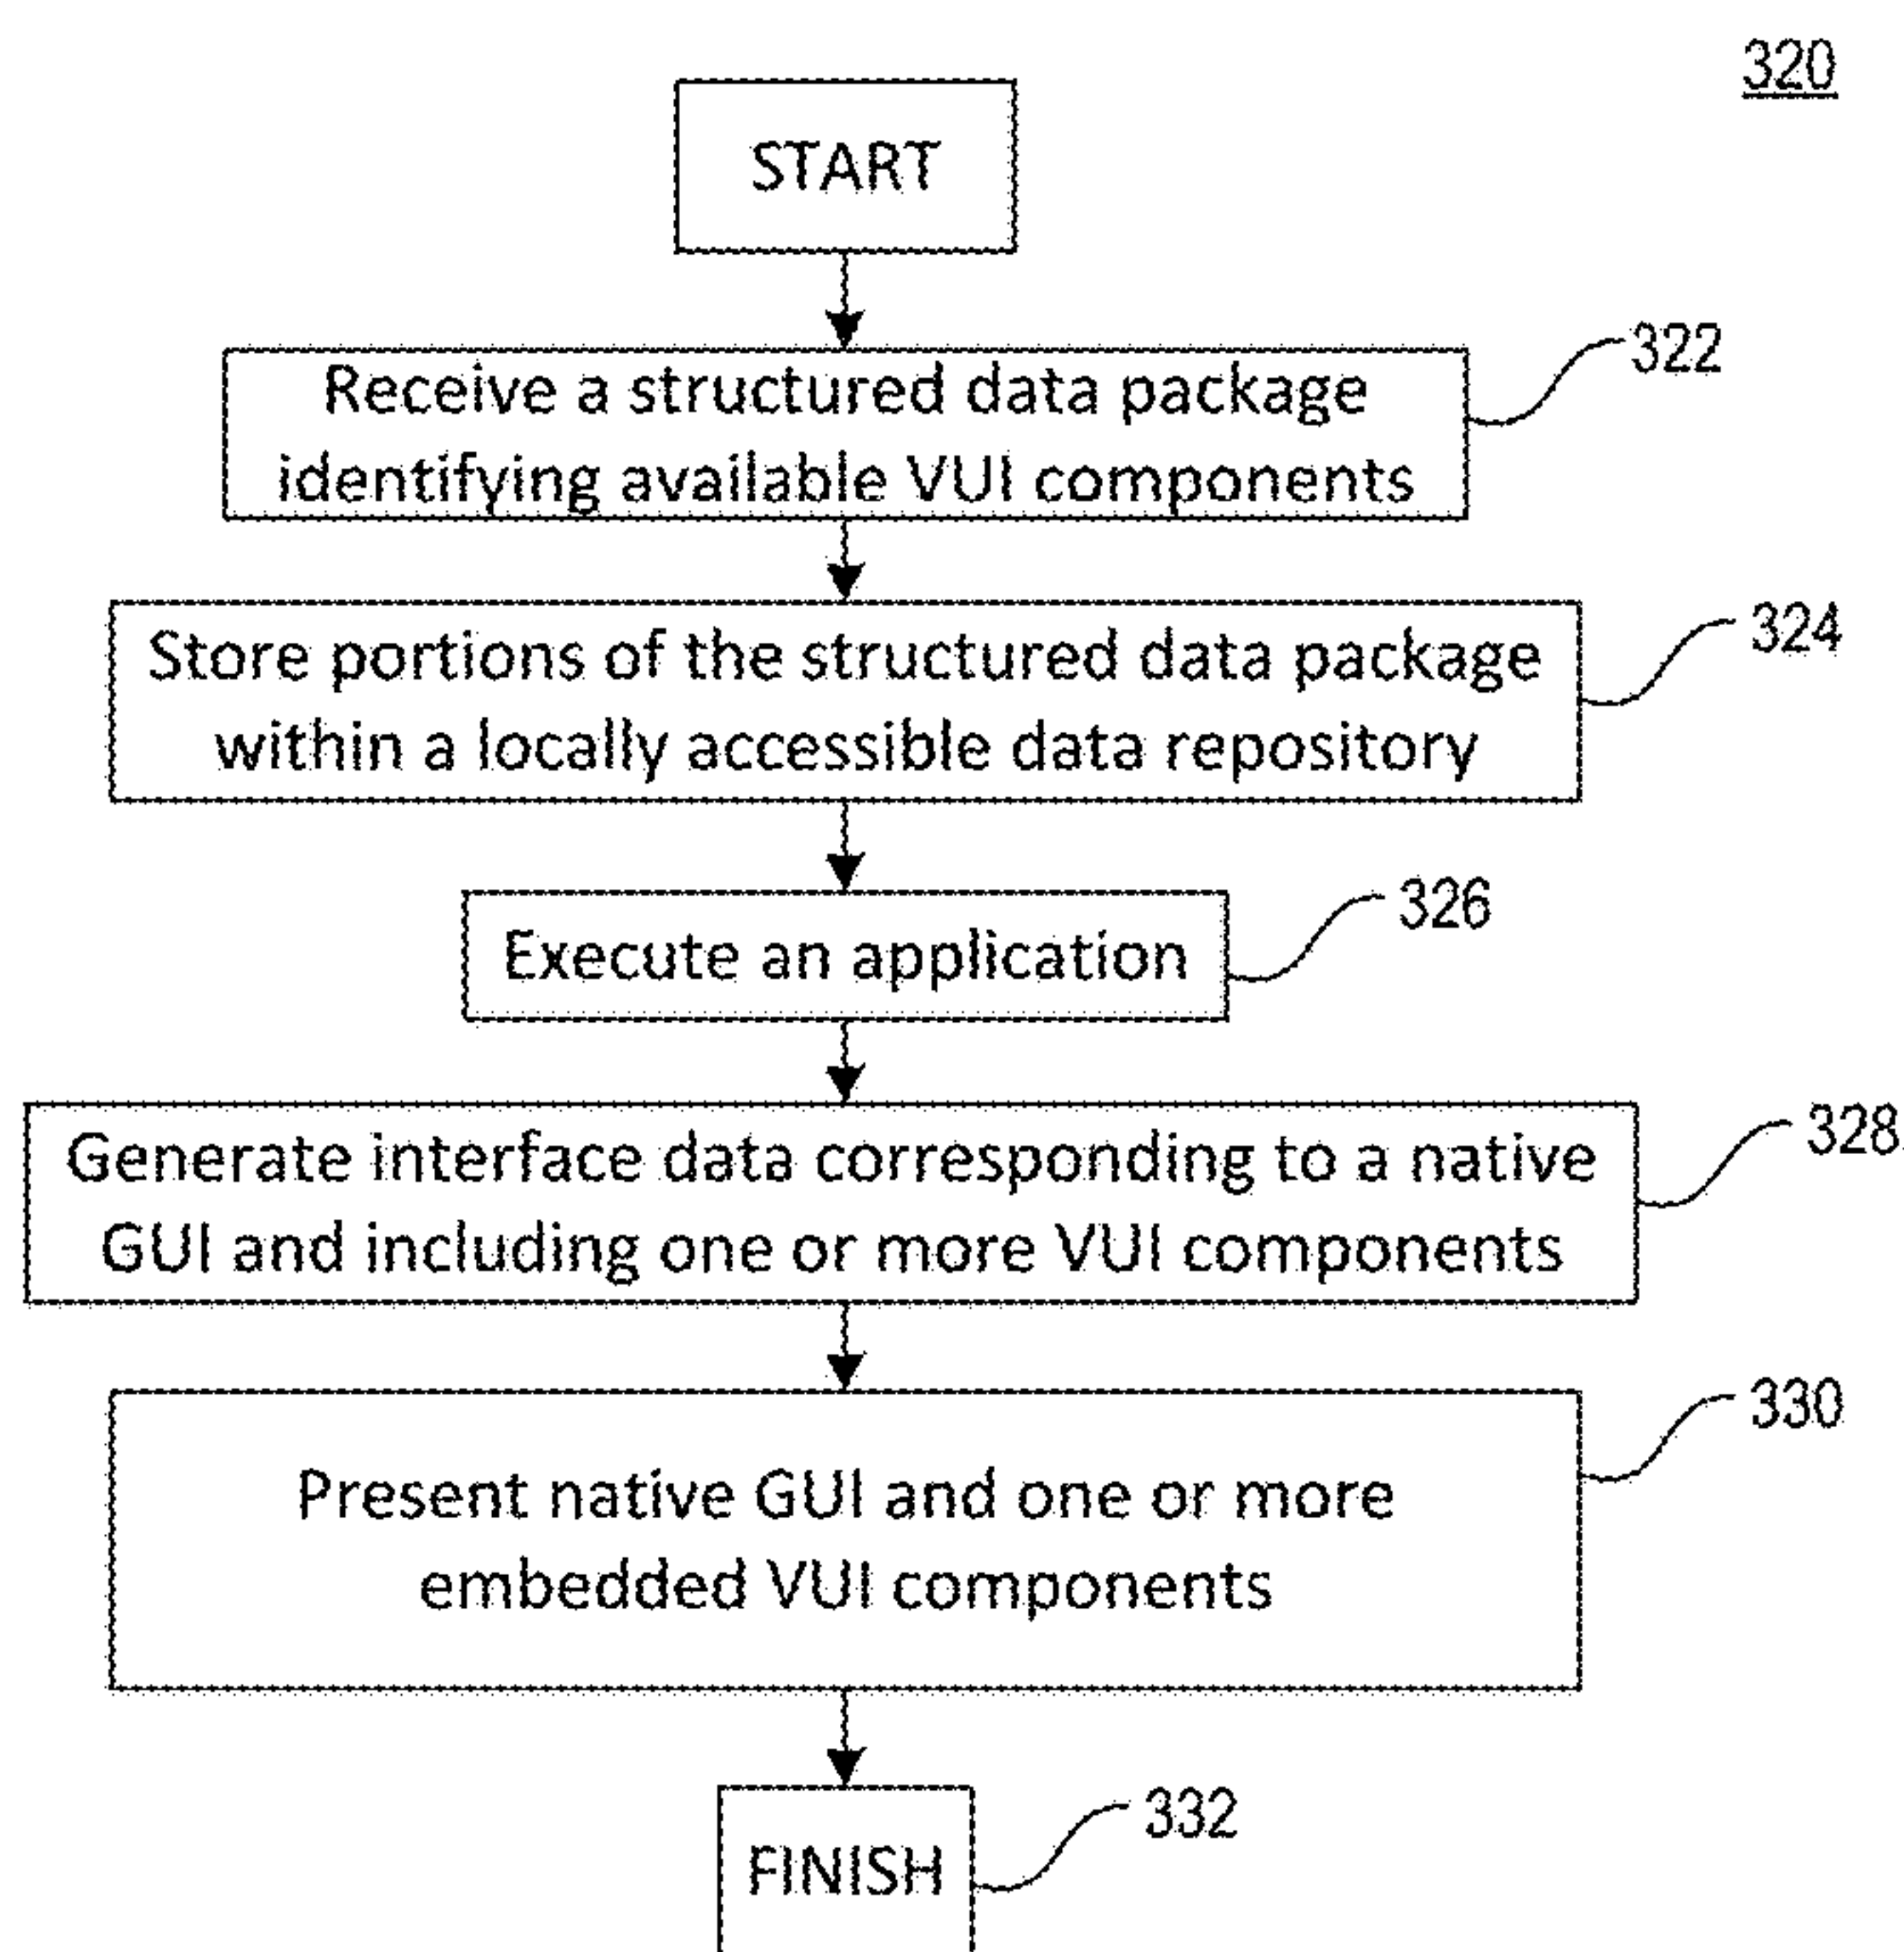 320
START
Receive a structured data package
identifying available VUI components
322
Store portions of the structured data package
within a locally accessible data repository
324
Execute an application
326
Generate interface data corresponding to a native
GUI and including one or more VUI components
328
Present native GUI and one or more
embedded VUI components
330
FINISH
332